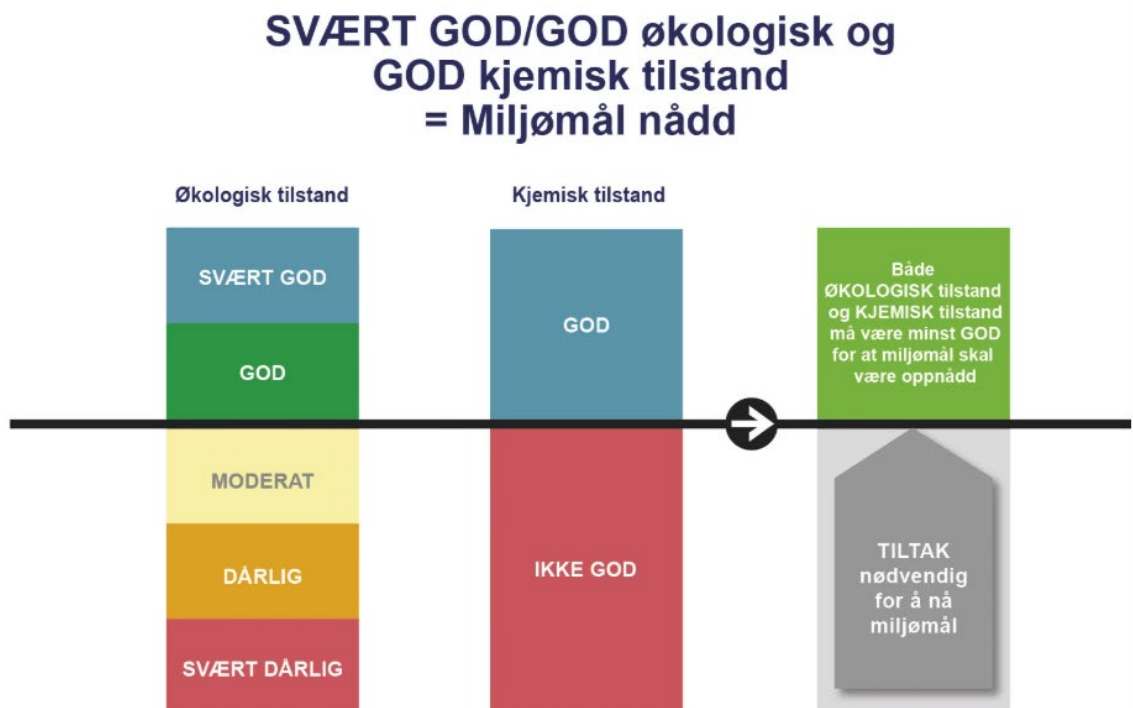 SVÆRT GOD/GOD økologisk og
GOD kjemisk tilstand
= Miljømål nådd
Økologisk tilstand
SVÆRT GOD
GOD
MODERAT
DÅRLIG
SVÆRT DÅRLIG
Kjemisk tilstand
GOD
IKKE GOD
Både
ØKOLOGISK tilstand
og KJEMISK tilstand
må være minst GOD
for at miljømål skal
være oppnådd
TILTAK
nødvendig
for å nå
miljømål